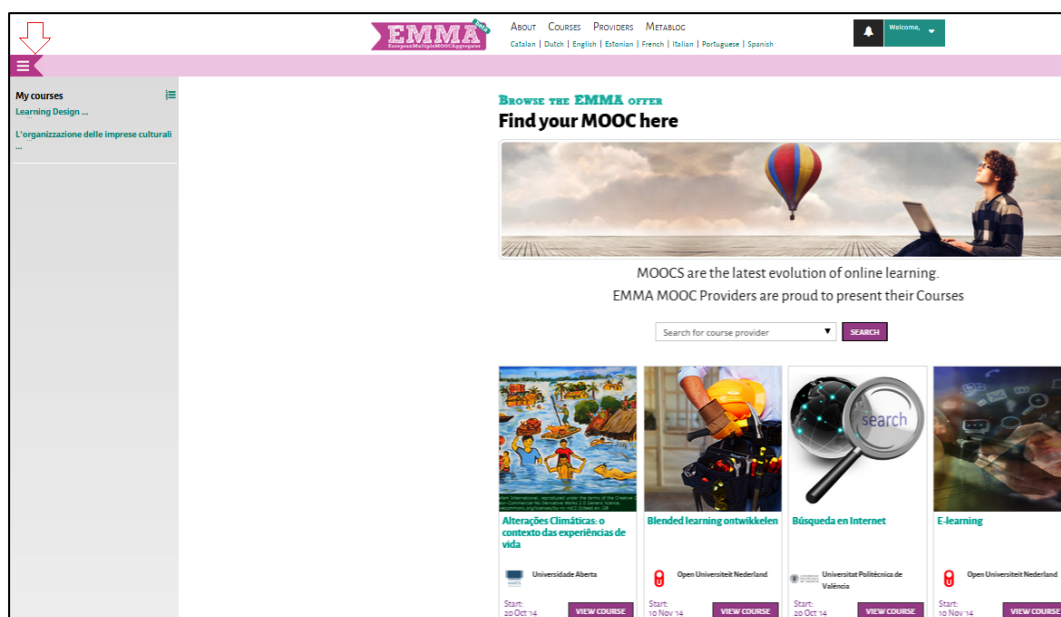 EMMA
beta
EuropeanMultipleMOOCAggregator
About Courses Providers Metablog
Catalan | Dutch | English | Estonian | French | Italian | Portuguese | Spanish
Welcome,
My courses
Learning Design ...
L'organizzazione delle imprese culturali
...
Browse the EMMA offer
Find your MOOC here
MOOCS are the latest evolution of online learning.
EMMA MOOC Providers are proud to present their Courses
Search for course provider
SEARCH
search
Alterações Climáticas: o
contexto das experiências de
vida
Universidade Aberta
Start:
20 Oct '14
VIEW COURSE
Blended learning ontwikkelen
Open Universiteit Nederland
Start:
10 Nov '14
VIEW COURSE
Búsqueda en Internet
Universitat Politècnica de
València
Start:
20 Oct '14
VIEW COURSE
E-learning
Open Universiteit Nederland
Start:
10 Nov '14
VIEW COURSE